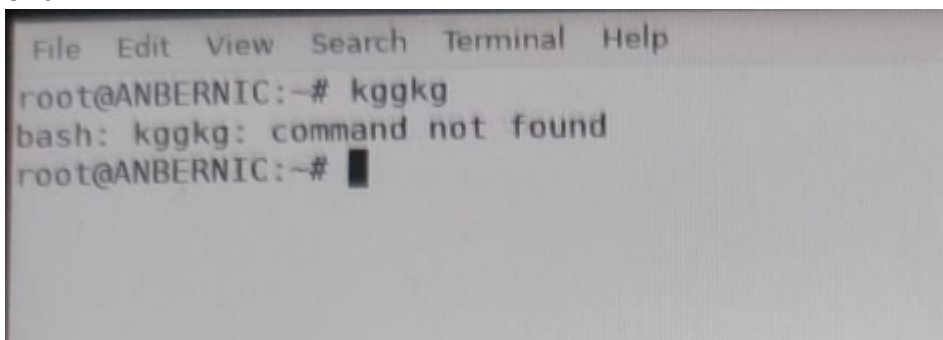 File Edit View Search Terminal Help
root@ANBERNIC:~# kggkg
bash: kggkg: command not found
root@ANBERNIC:~#